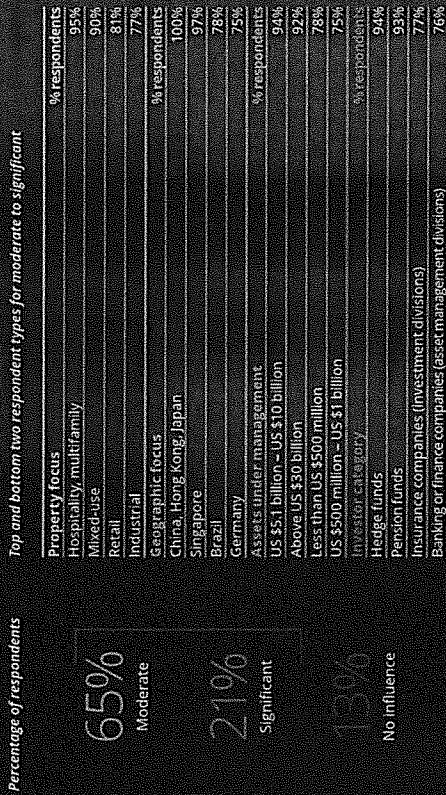 Percentage of respondents
65%
Moderate
21%
Significant
13%
No influence
Top and bottom two respondent types for moderate to significant
Property focus % respondents
Hospitality, multifamily 95%
Mixed-use 90%
Retail 81%
Industrial 77%
Geographic focus % respondents
China, Hong Kong, Japan 100%
Singapore 97%
Brazil 78%
Germany 75%
Assets under management % respondents
US $5.1 billion – US $10 billion 94%
Above US $30 billion 92%
Less than US $500 million 78%
US $500 million – US $1 billion 75%
Investor category % respondents
Hedge funds 94%
Pension funds 93%
Insurance companies (investment divisions) 77%
Banking or finance companies (asset management divisions) 76%